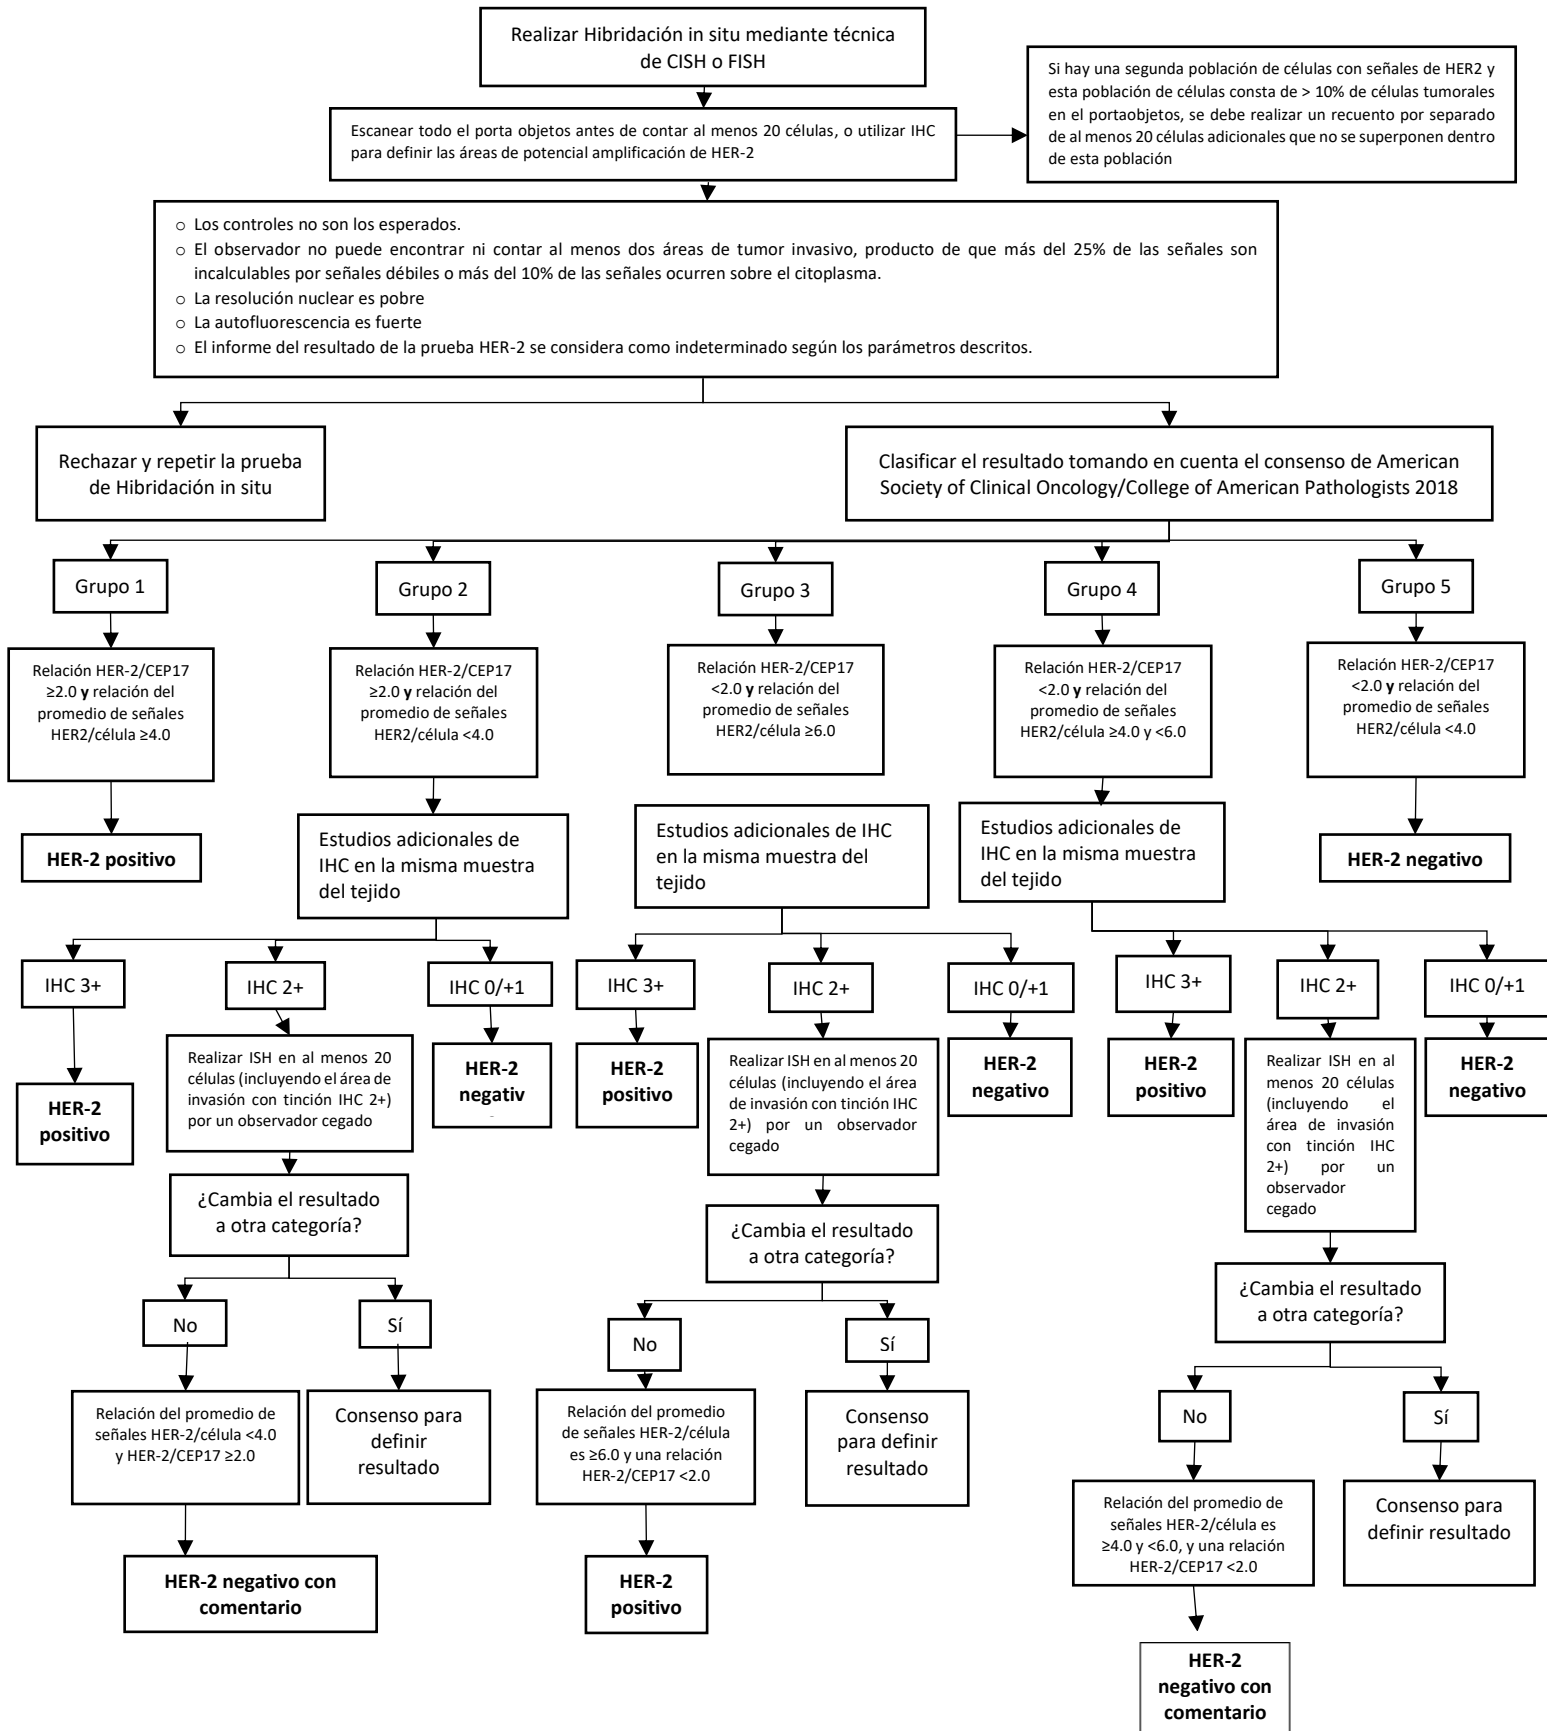 Realizar Hibridación in situ mediante técnica
de CISH o FISH
Si hay una segunda población de células con señales de HER2 y
esta población de células consta de > 10% de células tumorales
en el portaobjetos, se debe realizar un recuento por separado
de al menos 20 células adicionales que no se superponen dentro
de esta población
Escanear todo el porta objetos antes de contar al menos 20 células, o utilizar IHC
para definir las áreas de potencial amplificación de HER-2
o Los controles no son los esperados.
o El observador no puede encontrar ni contar al menos dos áreas de tumor invasivo, producto de que más del 25% de las señales son
incalculables por señales débiles o más del 10% de las señales ocurren sobre el citoplasma.
o La resolución nuclear es pobre
o La autofluorescencia es fuerte
o El informe del resultado de la prueba HER-2 se considera como indeterminado según los parámetros descritos.
Rechazar y repetir la prueba
de Hibridación in situ
Clasificar el resultado tomando en cuenta el consenso de American
Society of Clinical Oncology/College of American Pathologists 2018
Grupo 1
Grupo 2
Grupo 3
Grupo 4
Grupo 5
Relación HER-2/CEP17
≥2.0 y relación del
promedio de señales
HER2/célula ≥4.0
Relación HER-2/CEP17
≥2.0 y relación del
promedio de señales
HER2/célula <4.0
Relación HER-2/CEP17
<2.0 y relación del
promedio de señales
HER2/célula ≥6.0
Relación HER-2/CEP17
<2.0 y relación del
promedio de señales
HER2/célula ≥4.0 y <6.0
Relación HER-2/CEP17
<2.0 y relación del
promedio de señales
HER2/célula <4.0
HER-2 positivo
Estudios adicionales de
IHC en la misma muestra
del tejido
Estudios adicionales de IHC
en la misma muestra del
tejido
Estudios adicionales de
IHC en la misma muestra
del tejido
HER-2 negativo
IHC 3+
IHC 2+
IHC 0/+1
IHC 3+
IHC 2+
IHC 0/+1
IHC 3+
IHC 2+
IHC 0/+1
HER-2
positivo
Realizar ISH en al menos 20
células (incluyendo el área de
invasión con tinción IHC 2+)
por un observador cegado
HER-2
negativ
HER-2
positivo
Realizar ISH en al menos 20
células (incluyendo el área
de invasión con tinción IHC
2+) por un observador
cegado
HER-2
negativo
HER-2
positivo
Realizar ISH en al
menos 20 células
(incluyendo el
área de invasión
con tinción IHC
2+) por un
observador
cegado
HER-2
negativo
¿Cambia el resultado
a otra categoría?
¿Cambia el resultado
a otra categoría?
¿Cambia el resultado
a otra categoría?
No
Sí
No
Sí
No
Sí
Relación del promedio de
señales HER-2/célula <4.0
y HER-2/CEP17 ≥2.0
Consenso para
definir
resultado
Relación del promedio
de señales HER-2/célula
es ≥6.0 y una relación
HER-2/CEP17 <2.0
Consenso
para definir
resultado
Relación del promedio de
señales HER-2/célula es
≥4.0 y <6.0, y una relación
HER-2/CEP17 <2.0
Consenso para
definir resultado
HER-2 negativo con
comentario
HER-2
positivo
HER-2
negativo con
comentario